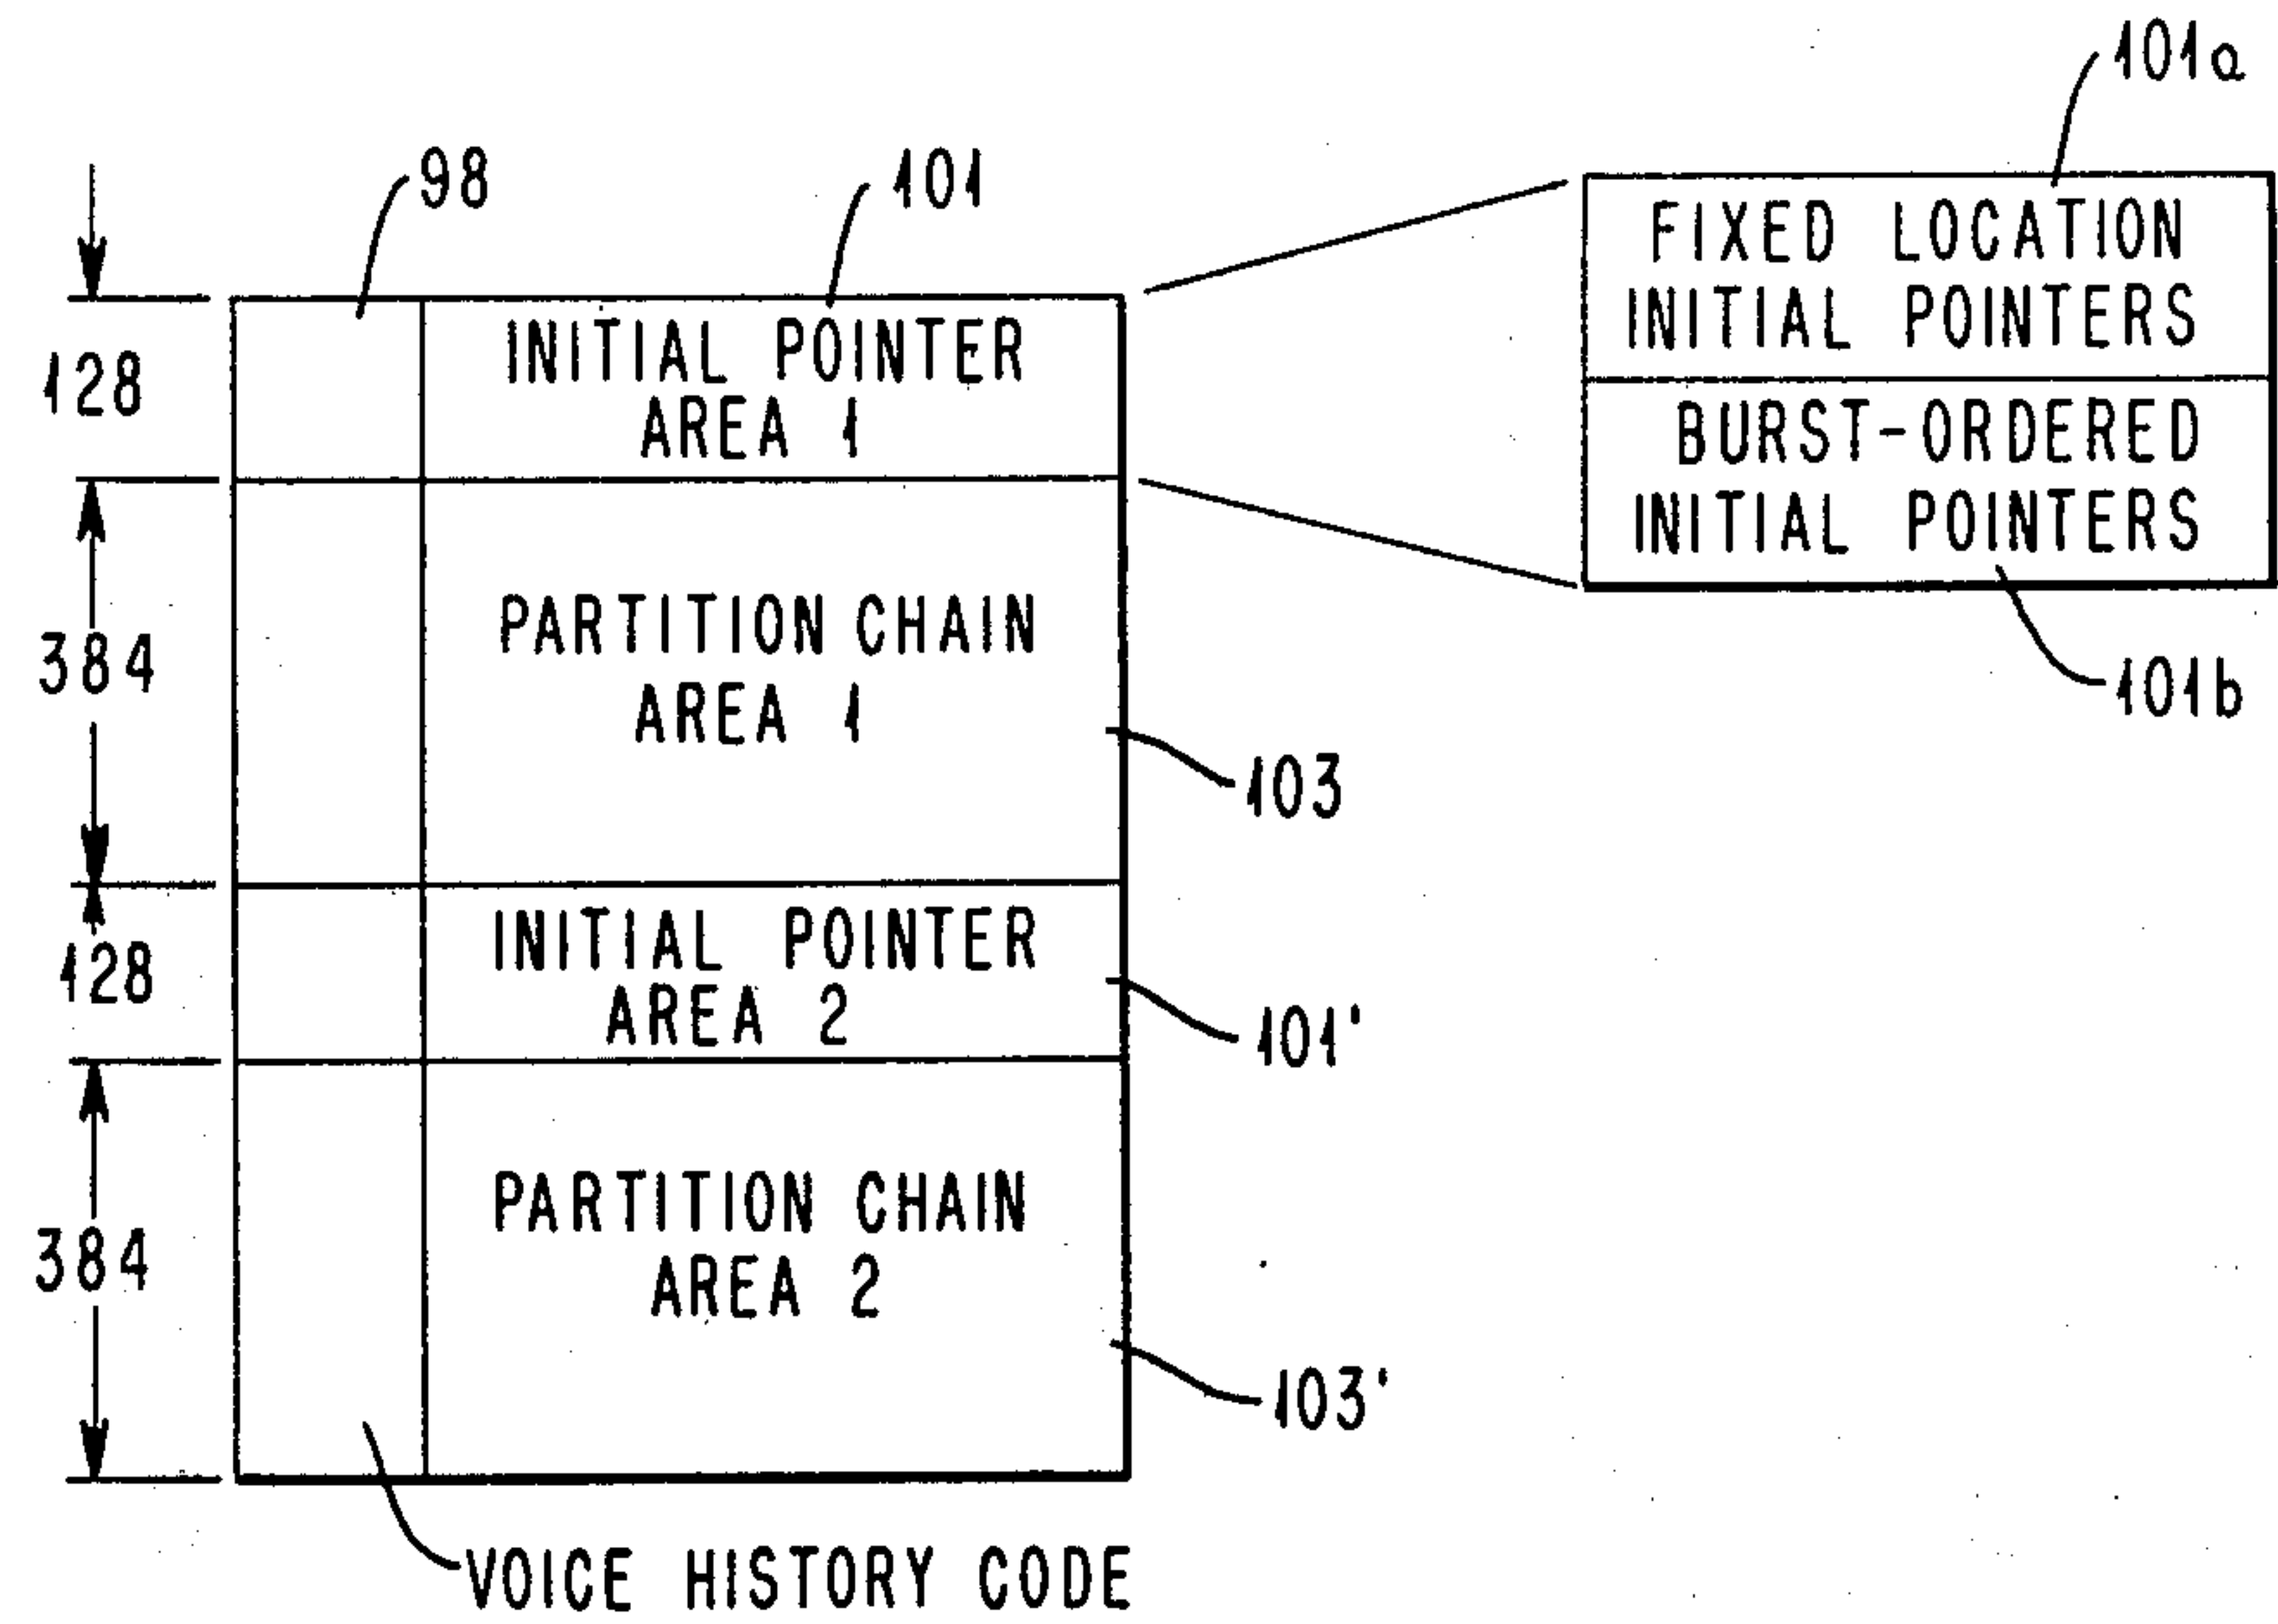 101a
98
101
FIXED LOCATION
INITIAL POINTERS
128
INITIAL POINTER
AREA 1
BURST-ORDERED
INITIAL POINTERS
384
PARTITION CHAIN
AREA 1
101b
103
128
INITIAL POINTER
AREA 2
101'
384
PARTITION CHAIN
AREA 2
103'
VOICE HISTORY CODE